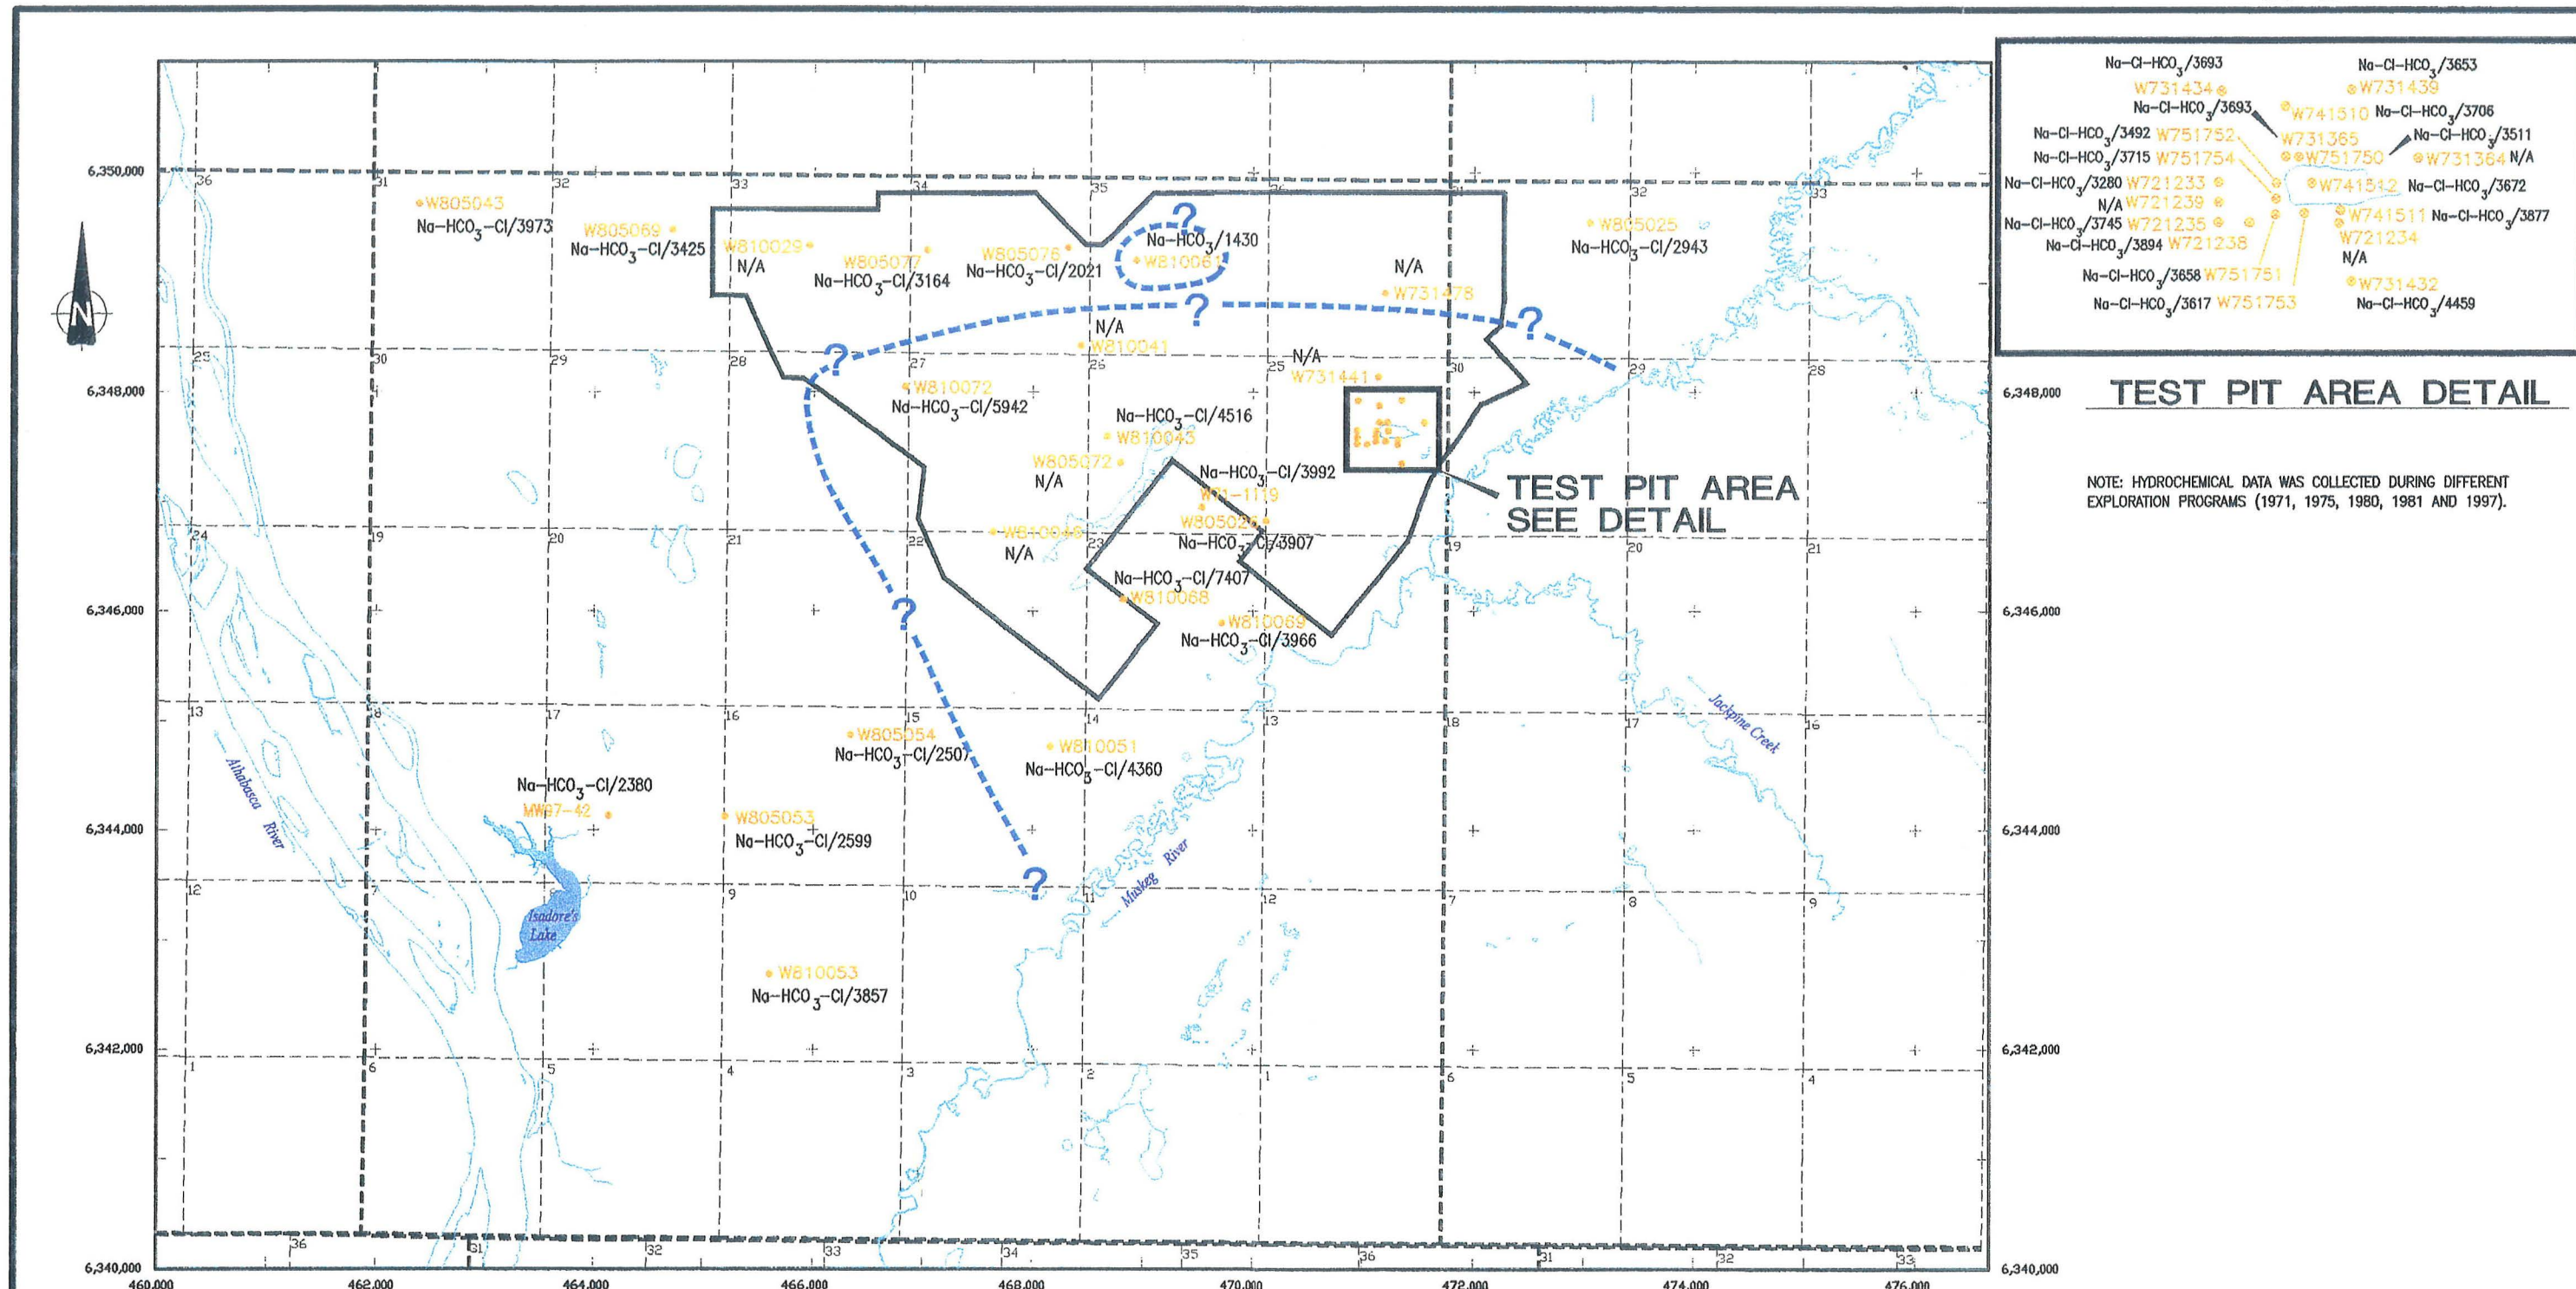 Na-Cl-HCO3/3693
Na-Cl-HCO3/3653
W731434
W731439
Na-Cl-HCO3/3693
W741510 Na-Cl-HCO3/3706
Na-Cl-HCO3/3492 W751752
W731365
Na-Cl-HCO3/3511
Na-Cl-HCO3/3715 W751754
W751750
W731364 N/A
Na-Cl-HCO3/3280 W721233
W741512 Na-Cl-HCO3/3672
N/A W721239
W741511 Na-Cl-HCO3/3877
Na-Cl-HCO3/3745 W721235
W721234
N/A
Na-Cl-HCO3/3894 W721238
Na-Cl-HCO3/3658 W751751
W731432
Na-Cl-HCO3/3617 W751753
Na-Cl-HCO3/4459
TEST PIT AREA DETAIL
NOTE: HYDROCHEMICAL DATA WAS COLLECTED DURING DIFFERENT
EXPLORATION PROGRAMS (1971, 1975, 1980, 1981 AND 1997).
6,350,000
36 31 32 33 34 35 36 31 32 33
W805043
Na-HCO3-Cl/3973
W805069
Na-HCO3-Cl/3425
W810029
N/A
W805077
Na-HCO3-Cl/3164
W805076
Na-HCO3-Cl/2021
?
Na-HCO3/1430
W810061
N/A
W731478
W805025
Na-HCO3-Cl/2943
N
? ? ?
N/A
W810041
25 30 29 28 27 26 25 30 29 28
N/A
W731441
6,348,000
6,348,000
W810072
Na-HCO3-Cl/5942
Na-HCO3-Cl/4516
W810043
W805072
N/A
Na-HCO3-Cl/3992
W71-1119
TEST PIT AREA
SEE DETAIL
W805026
Na-HCO3-Cl/3907
N/A
24 19 20 21 22 23 19 20 21
Na-HCO3-Cl/7407
W810068
6,346,000
?
6,346,000
W810069
Na-HCO3-Cl/3966
13 18 17 16 15 14 13 18 17 16
Jackpine Creek
W805054
Na-HCO3-Cl/2507
W810051
Na-HCO3-Cl/4360
Athabasca River
Na-HCO3-Cl/2380
MW97-42
W805053
Na-HCO3-Cl/2599
6,344,000
6,344,000
Muskeg River
?
12 7 8 9 10 11 12 7 8 9
Isadore's
Lake
W810053
Na-HCO3-Cl/3857
6,342,000
6,342,000
1 6 5 4 3 2 1 6 5 4
36 31 32 33 34 35 36 31 32 33
6,340,000
6,340,000
460,000 462,000 464,000 466,000 468,000 470,000 472,000 474,000 476,000